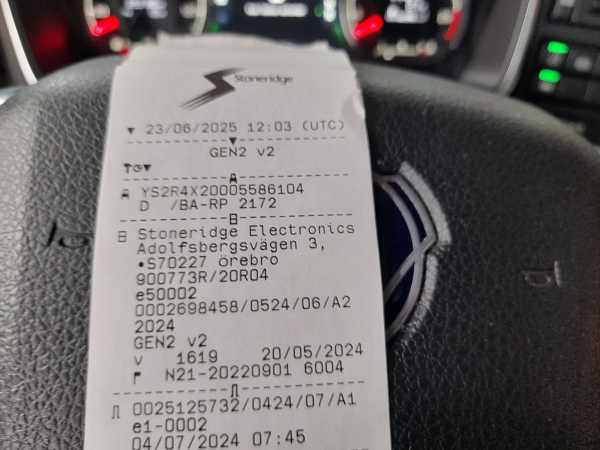 Stoneridge
▼ 23/06/2025 12:03 (UTC)
GEN2 v2
YS2R4X20005586104
D /BA-RP 2172
Stoneridge Electronics
Adolfsbergsvägen 3,
•S70227 örebro
900773R/20R04
e50002
0002698458/0524/06/A2
2024
GEN2 v2
v 1619 20/05/2024
N21-20220901 6004
0025125732/0424/07/A1
e1-0002
04/07/2024 07:45